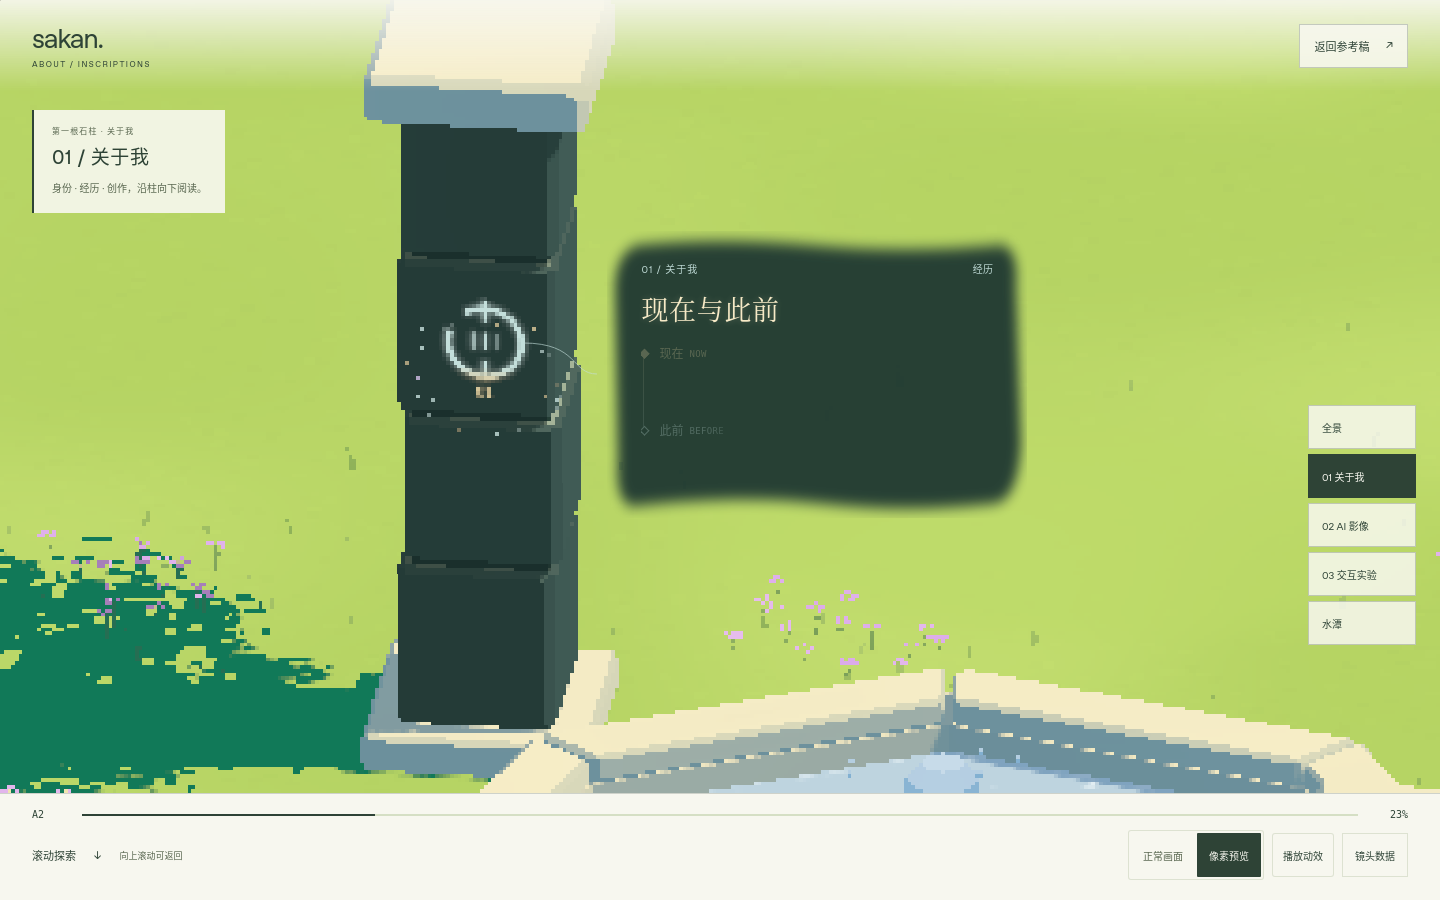 sakan.
ABOUT / INSCRIPTIONS
返回参考稿 ↗
第一根石柱 · 关于我
01 / 关于我
身份 · 经历 · 创作，沿柱向下阅读。
01 / 关于我
经历
现在与此前
现在 NOW
此前 BEFORE
全景
01 关于我
02 AI 影像
03 交互实验
水潭
A2
23%
滚动探索 ↓ 向上滚动可返回
正常画面
像素预览
播放动效
镜头数据